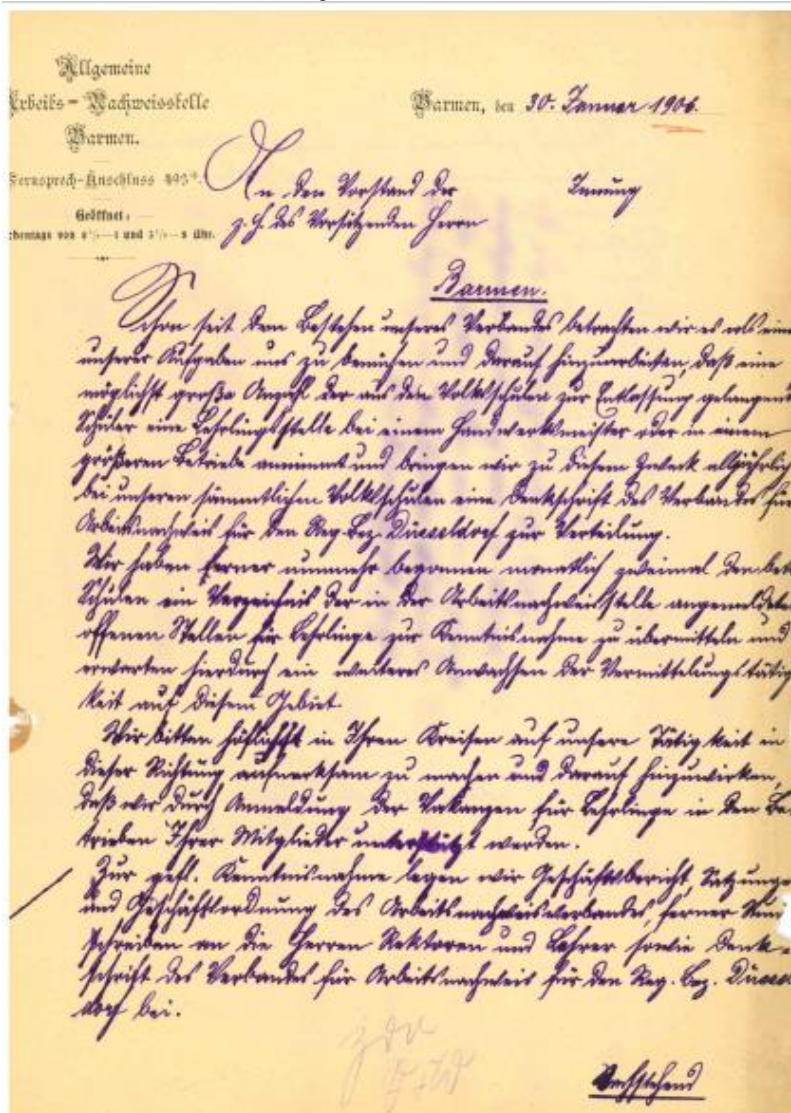 Allgemeine
Arbeits-Nachweisstelle
Barmen.
Fernsprech-Anschluss 493
Geöffnet:
Barmen, den 30. Januar 1906.
An den Vorstand der Innung
z. H. des Vorsitzenden Herrn
Barmen.
Schon seit dem Bestehen unseres Verbandes betrachten wir es als eine
unserer Aufgaben uns zu bemühen und darauf hinzuarbeiten, daß eine
möglichst große Anzahl der aus den Volksschulen zur Entlassung gelangend
Schüler eine Lehrlingsstelle bei einem Handwerksmeister oder in einem
größeren Betriebe annimmt und bringen wir zu diesem Zweck alljährlich
bei unseren sämmtlichen Volksschulen eine Denkschrift des Verbandes für
Arbeitsnachweis für den Reg. Bez. Düsseldorf zur Verteilung.
Wir haben ferner nunmehr begonnen monatlich zweimal den betr
Schulen ein Verzeichnis der in der Arbeitsnachweisstelle angemeldete
offenen Stellen für Lehrlinge zur Kenntnisnahme zu übermitteln und
erwarten hierdurch ein weiteres Anwachsen der Vermittelungstätig
keit auf diesem Gebiet.
Wir bitten höflichst in Ihren Kreisen auf unsere Tätigkeit in
dieser Richtung aufmerksam zu machen und darauf hinzuwirken,
daß wir durch Anmeldung der Vakanzen für Lehrlinge in den Be
trieben Ihrer Mitglieder unterstützt werden.
Zur gefl. Kenntnisnahme legen wir Geschäftsbericht, Satzunge
und Geschäftsordnung des Arbeitsnachweisverbandes, ferner
schreiben an die Herren Rektoren und Lehrer sowie Denk-
schrift des Verbandes für Arbeitsnachweis für den Reg. Bez. Düssel
dorf bei.